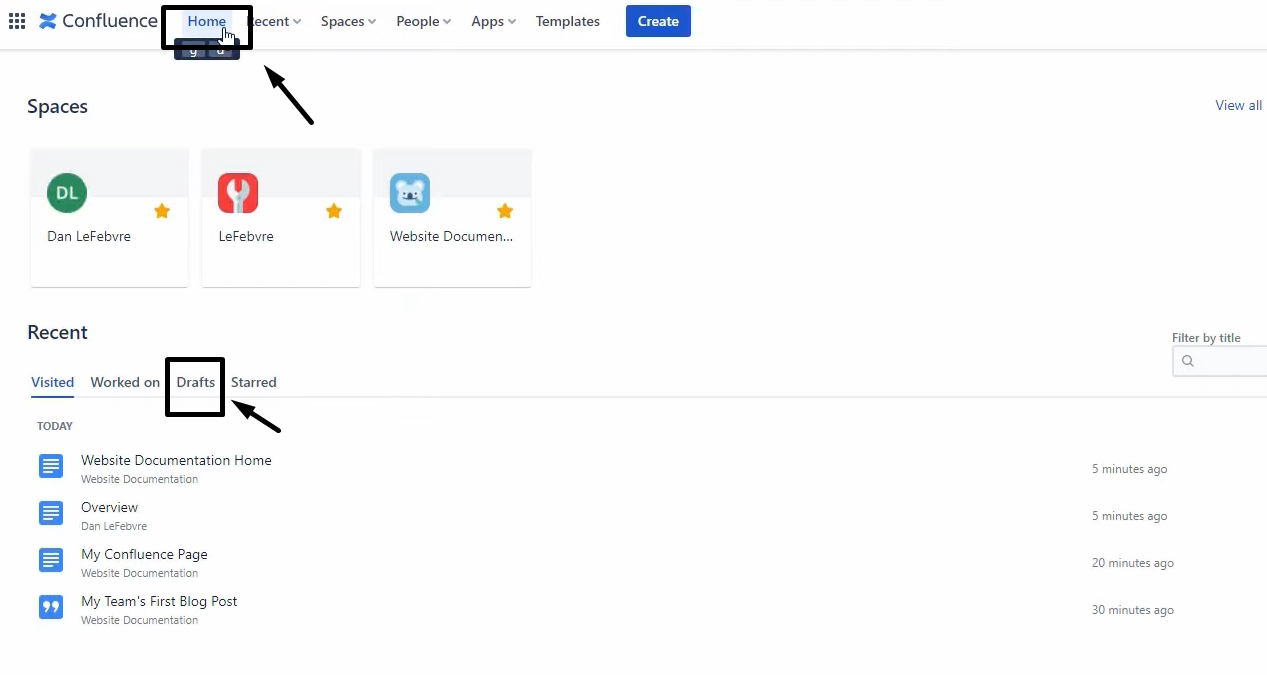 Confluence Home Recent Spaces People Apps Templates Create
g d
Spaces
View all
DL
Dan LeFebvre
LeFebvre
Website Documen...
Recent
Filter by title
Visited Worked on Drafts Starred
TODAY
Website Documentation Home
Website Documentation
5 minutes ago
Overview
Dan LeFebvre
5 minutes ago
My Confluence Page
Website Documentation
20 minutes ago
My Team's First Blog Post
Website Documentation
30 minutes ago